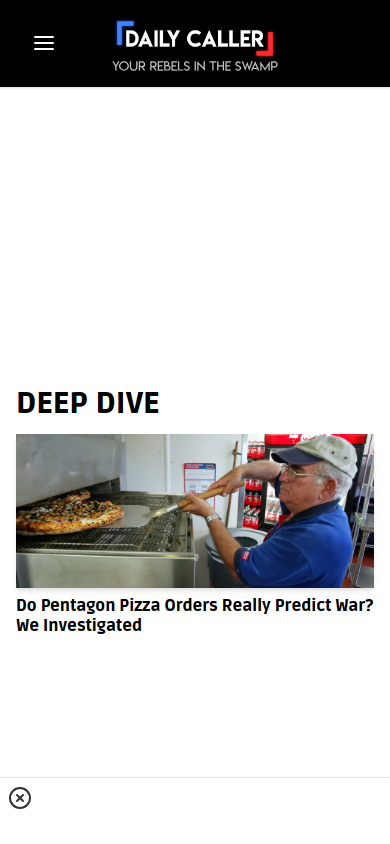 DAILY CALLER
YOUR REBELS IN THE SWAMP
DEEP DIVE
Do Pentagon Pizza Orders Really Predict War?
We Investigated